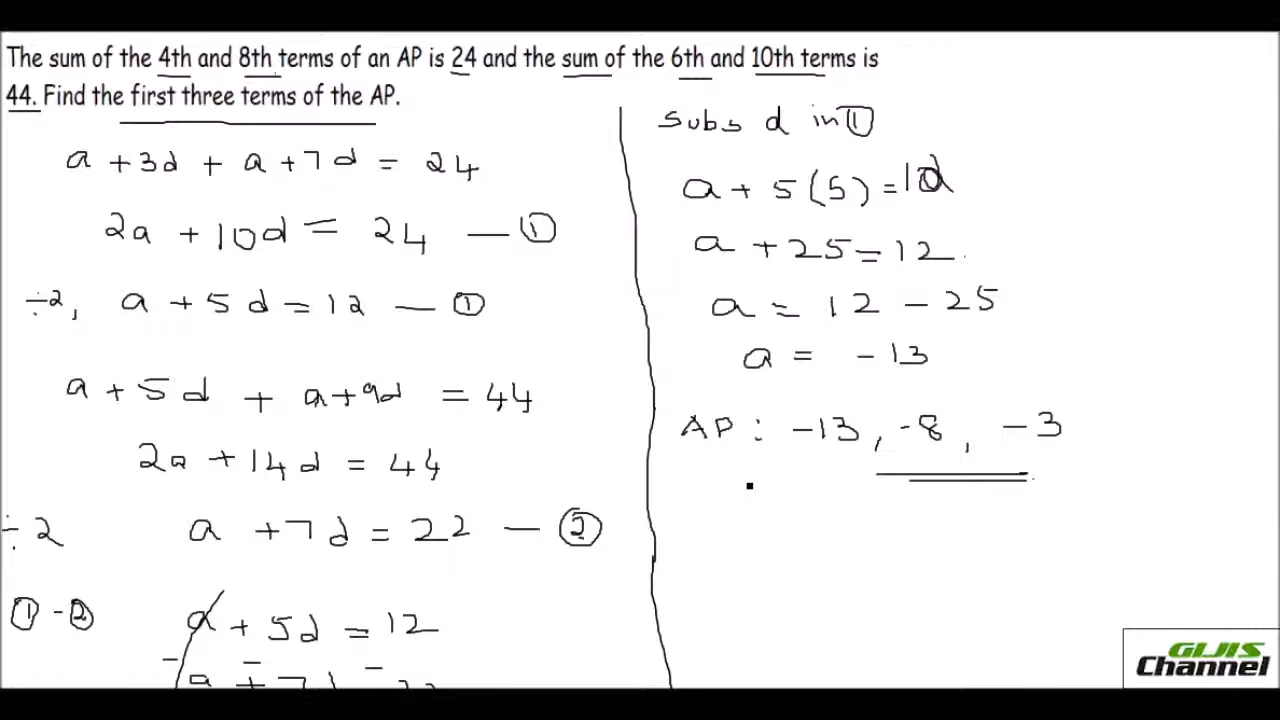 The sum of the 4th and 8th terms of an AP is 24 and the sum of the 6th and 10th terms is
44. Find the first three terms of the AP.
a + 3d + a + 7d = 24
2a + 10d = 24 — ①
÷2, a + 5d = 12 — ①
a + 5d + a + 9d = 44
2a + 14d = 44
÷2 a + 7d = 22 — ②
① - ② a + 5d = 12
a + 7d
subs d in ①
a + 5(5) =
a + 25 = 12
a = 12 - 25
a = -13
AP : -13, -8, -3
GIJIS
Channel